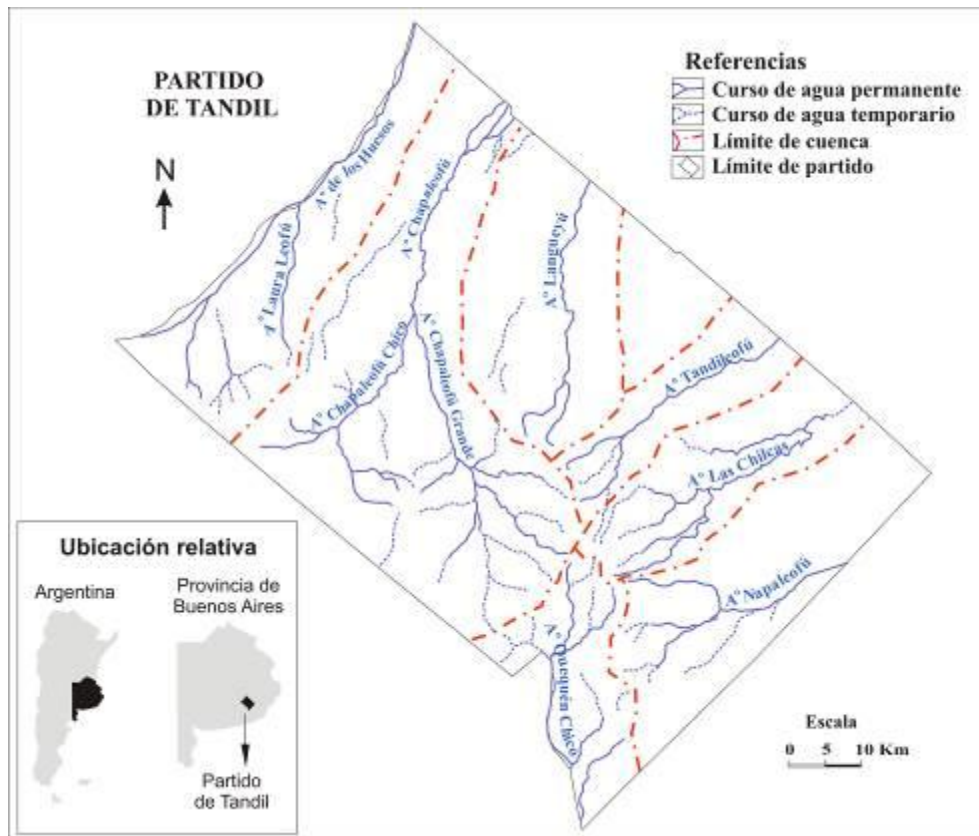 PARTIDO
DE TANDIL
N
Referencias
Curso de agua permanente
Curso de agua temporario
Límite de cuenca
Límite de partido
Aº de los Huesos
Aº Laura Leofú
Aº Chapaleofú
Aº Langueyú
Aº Chapaleofú Chico
Aº Chapaleofú Grande
Aº Tandileofú
Aº Las Chilcas
Aº Napaleofú
Aº Quequén Chico
Ubicación relativa
Argentina
Provincia de
Buenos Aires
Partido
de Tandil
Escala
0 5 10 Km